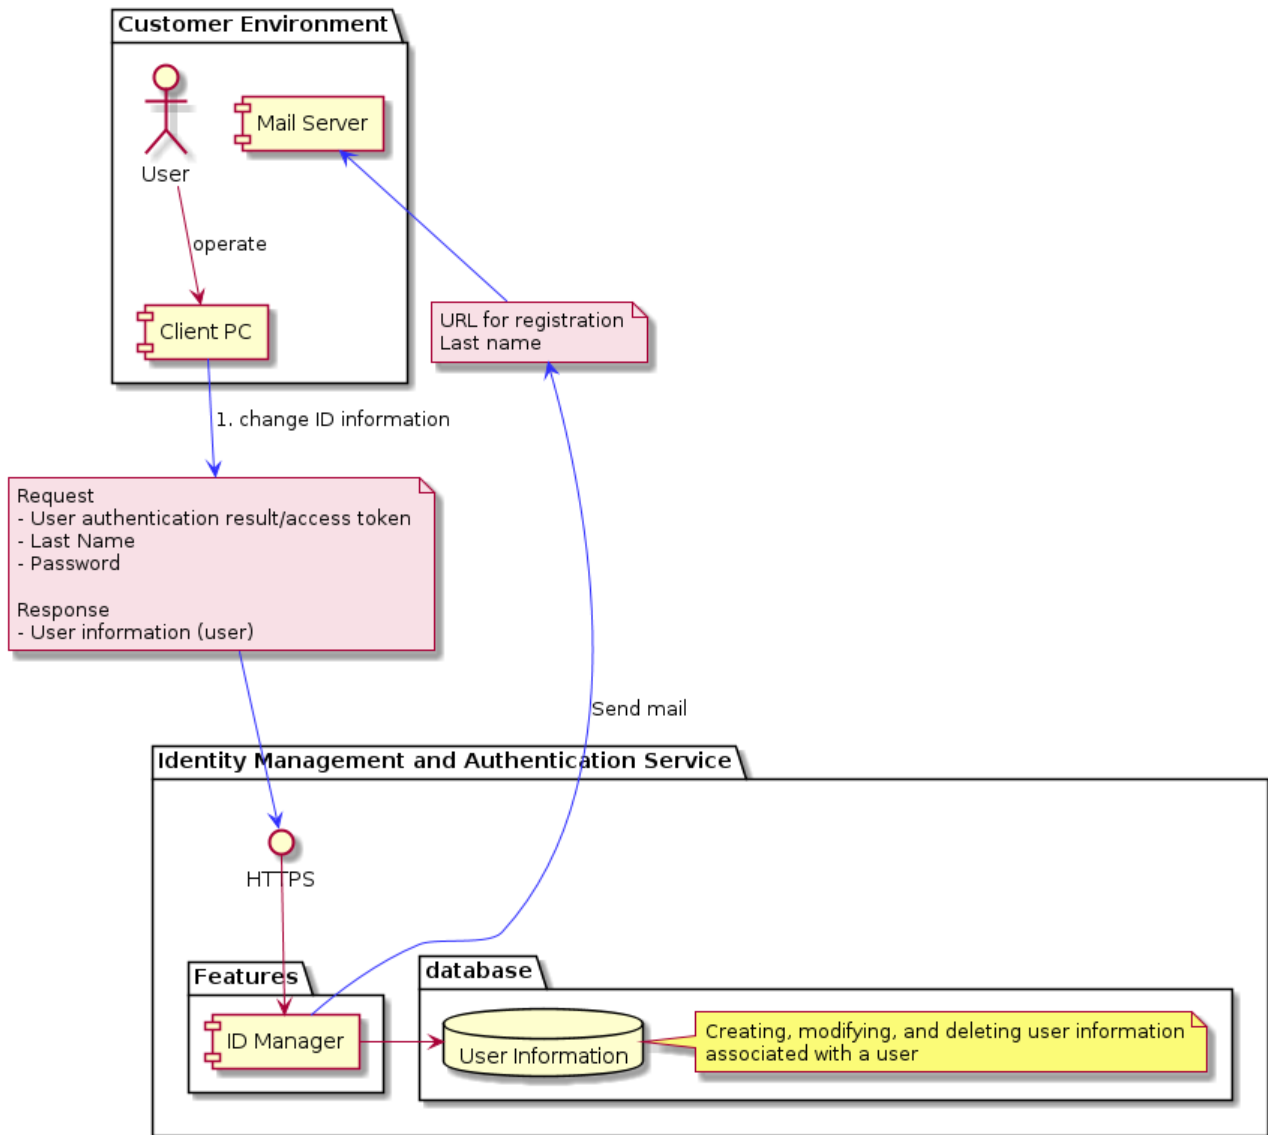 Customer Environment
Mail Server
User
operate
Client PC
URL for registration
Last name
1. change ID information
Request
- User authentication result/access token
- Last Name
- Password
Response
- User information (user)
Send mail
Identity Management and Authentication Service
HTTPS
Features
ID Manager
database
User Information
Creating, modifying, and deleting user information
associated with a user